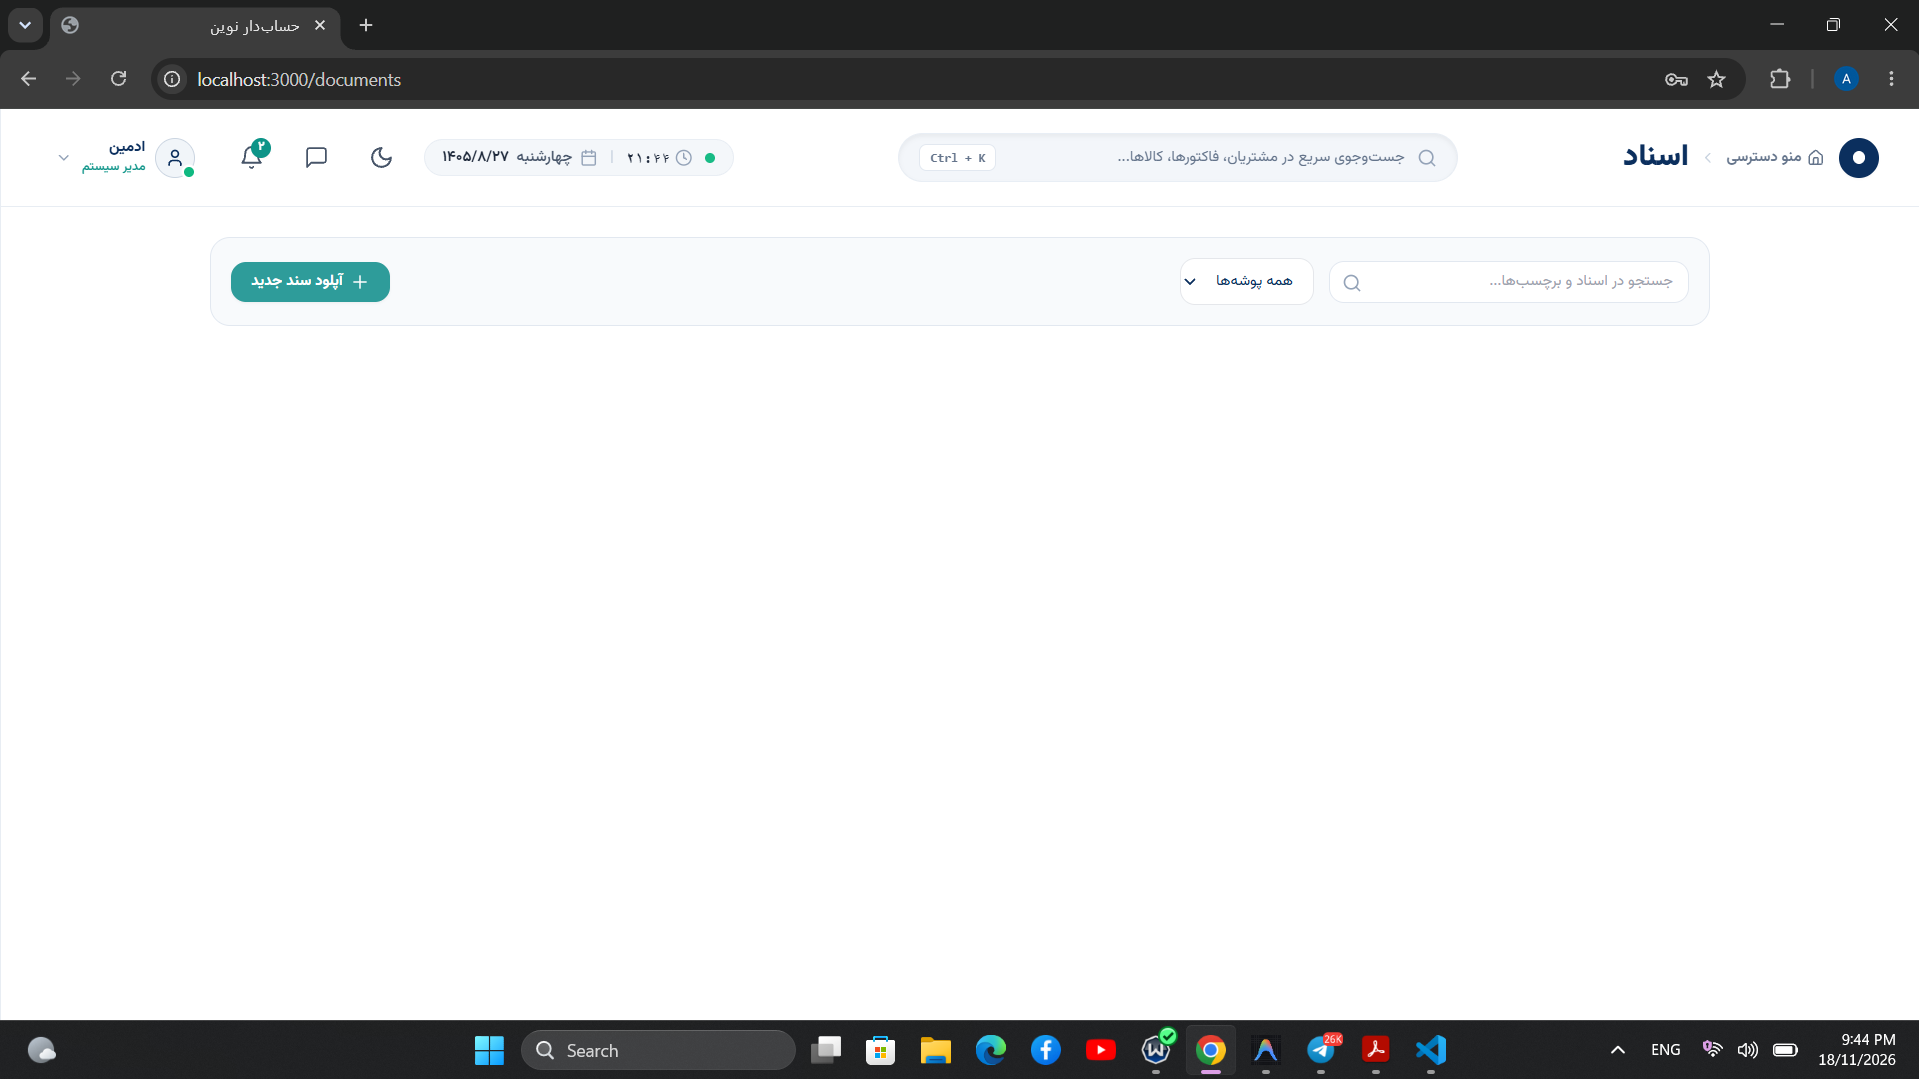 حساب‌دار نوین
localhost:3000/documents
A
منو دسترسی
اسناد
جست‌وجوی سریع در مشتریان، فاکتورها، کالاها...
Ctrl + K
۲۱:۴۴
چهارشنبه ۱۴۰۵/۸/۲۷
۲
ادمین
مدیر سیستم
جستجو در اسناد و برچسب‌ها...
همه پوشه‌ها
آپلود سند جدید
Search
26K
ENG
9:44 PM
18/11/2026